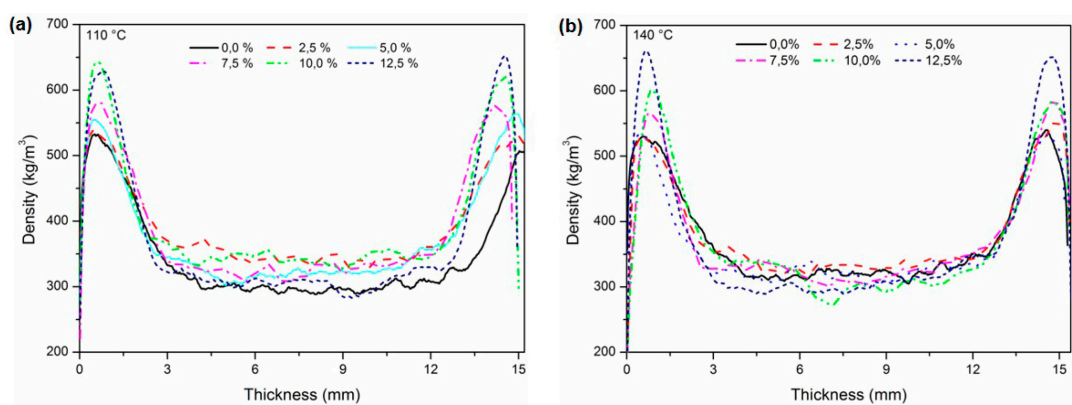 (a)
110 °C
0,0 % 2,5 % 5,0 %
7,5 % 10,0 % 12,5 %
700
600
500
400
300
200
Density (kg/m³)
0 3 6 9 12 15
Thickness (mm)
(b)
140 °C
0,0% 2,5% 5,0%
7,5% 10,0% 12,5%
700
600
500
400
300
200
Density (kg/m³)
0 3 6 9 12 15
Thickness (mm)